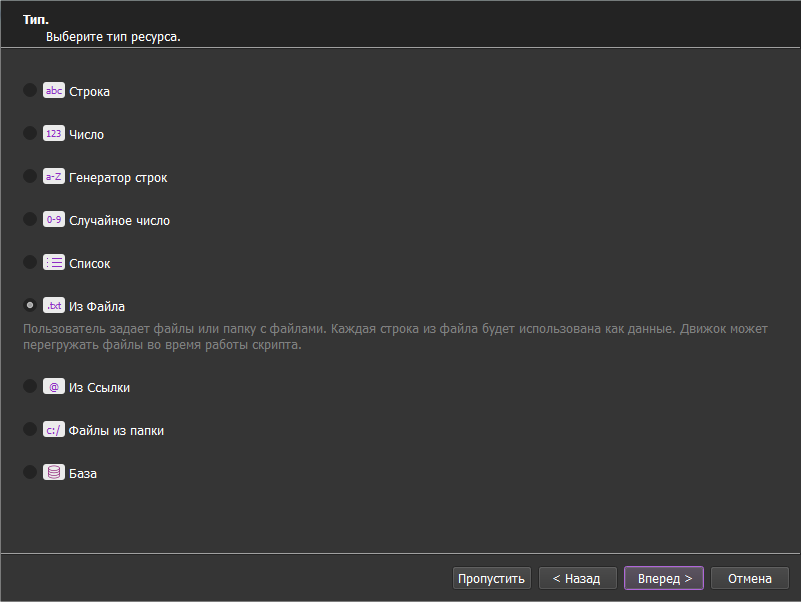 Тип.
Выберите тип ресурса.
abc Строка
123 Число
a-Z Генератор строк
0-9 Случайное число
Список
.txt Из Файла
Пользователь задает файлы или папку с файлами. Каждая строка из файла будет использована как данные. Движок может
перегружать файлы во время работы скрипта.
@ Из Ссылки
c:/ Файлы из папки
База
Пропустить < Назад Вперед > Отмена